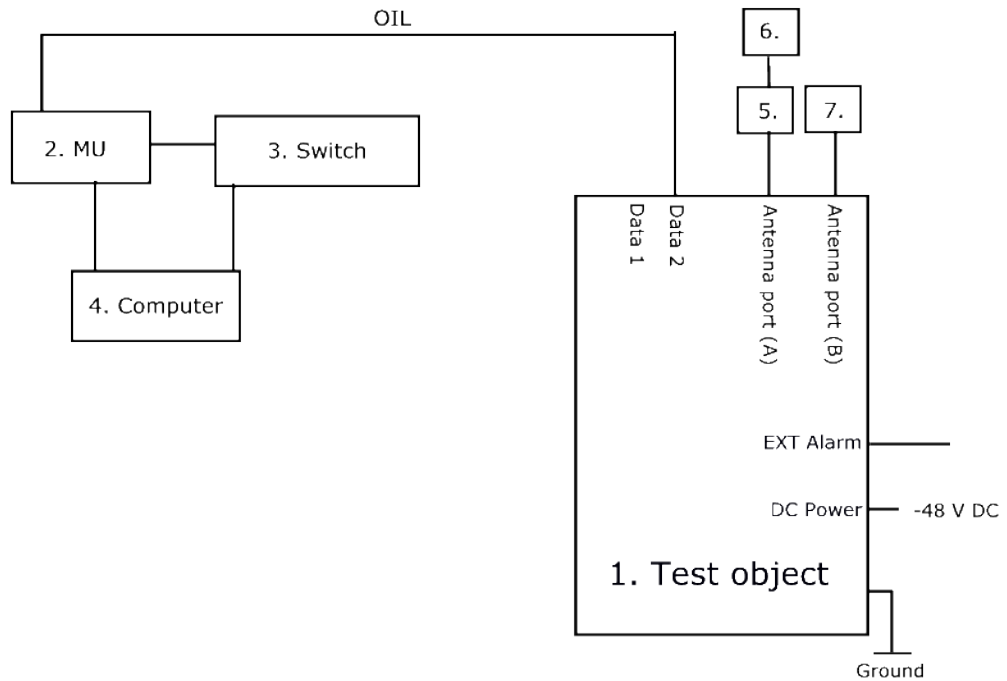 OIL
6.
5.
7.
2. MU
3. Switch
4. Computer
Data 1
Data 2
Antenna port (A)
Antenna port (B)
EXT Alarm
DC Power
-48 V DC
1. Test object
Ground